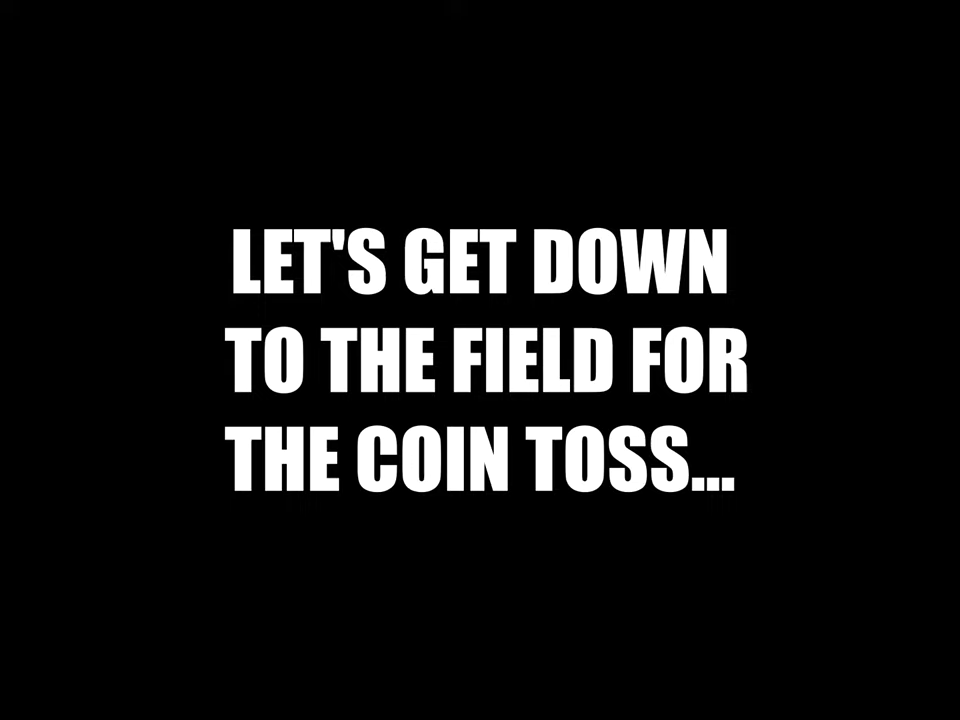 LET'S GET DOWN
TO THE FIELD FOR
THE COIN TOSS...